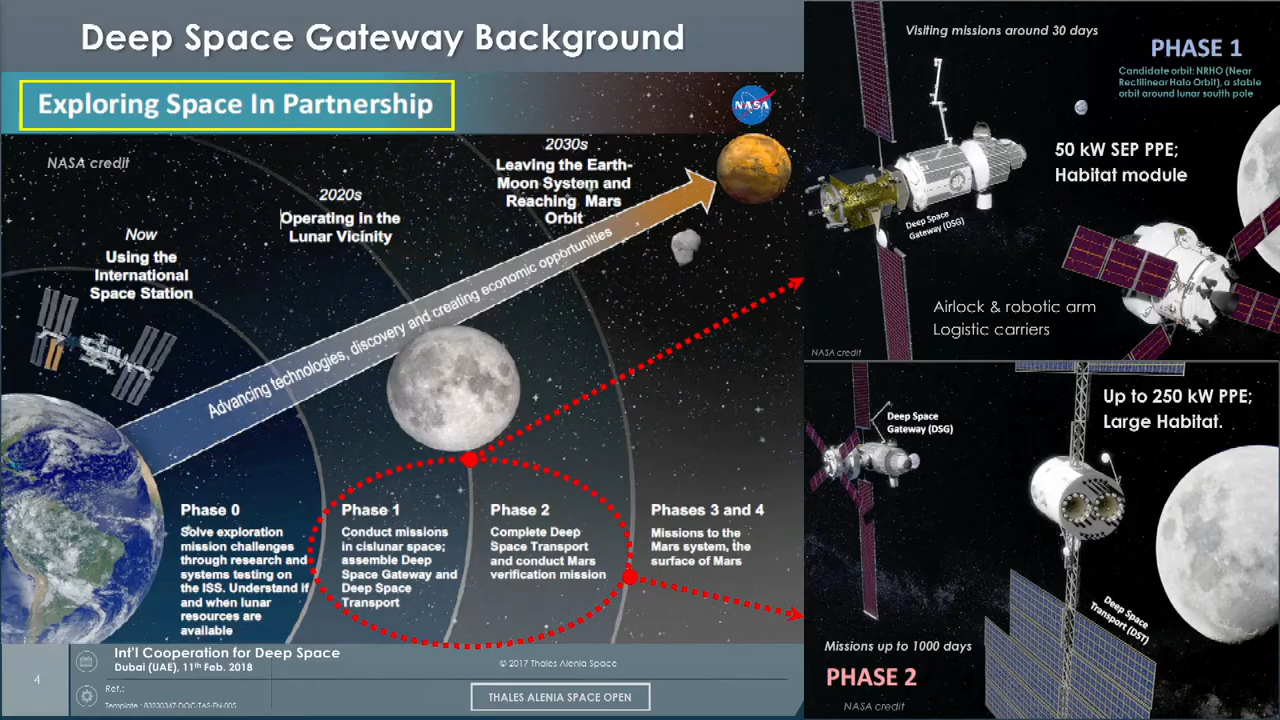 Deep Space Gateway Background
Exploring Space In Partnership
NASA
NASA credit
Now
Using the
International
Space Station
2020s
Operating in the
Lunar Vicinity
2030s
Leaving the Earth-
Moon System and
Reaching Mars
Orbit
Advancing technologies, discovery and creating economic opportunities
Phase 0
Solve exploration
mission challenges
through research and
systems testing on
the ISS. Understand if
and when lunar
resources are
available
Phase 1
Conduct missions
in cislunar space;
assemble Deep
Space Gateway and
Deep Space
Transport
Phase 2
Complete Deep
Space Transport
and conduct Mars
verification mission
Phases 3 and 4
Missions to the
Mars system, the
surface of Mars
Visiting missions around 30 days
PHASE 1
Candidate orbit: NRHO (Near
Rectilinear Halo Orbit), a stable
orbit around lunar south pole
50 kW SEP PPE;
Habitat module
Deep Space
Gateway (DSG)
Airlock & robotic arm
Logistic carriers
NASA credit
Deep Space
Gateway (DSG)
Up to 250 kW PPE;
Large Habitat.
Deep Space
Transport (DST)
Missions up to 1000 days
PHASE 2
NASA credit
4
Int'l Cooperation for Deep Space
Dubai (UAE), 11th Feb. 2018
Ref.:
Template : 83230347-DOC-TAS-EN-005
© 2017 Thales Alenia Space
THALES ALENIA SPACE OPEN